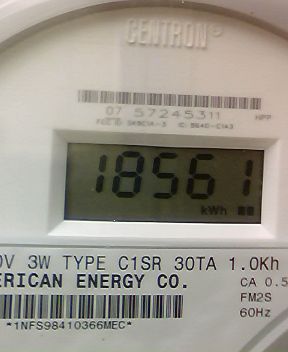 CENTRON®
07 57245311
HPP
18561
kWh
0V 3W TYPE C1SR 30TA 1.0Kh
ERICAN ENERGY CO.
CA 0.5
FM2S
60Hz
*1NFS98410366MEC*